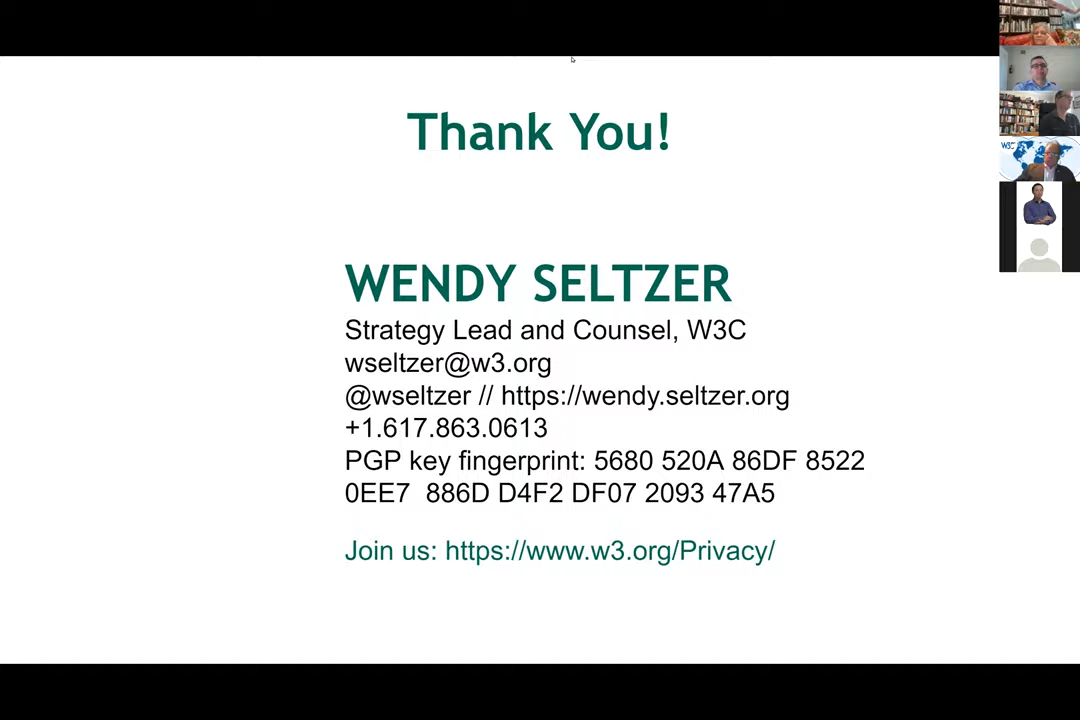 Thank You!
WENDY SELTZER
Strategy Lead and Counsel, W3C
wseltzer@w3.org
@wseltzer // https://wendy.seltzer.org
+1.617.863.0613
PGP key fingerprint: 5680 520A 86DF 8522
0EE7 886D D4F2 DF07 2093 47A5
Join us: https://www.w3.org/Privacy/
W3C